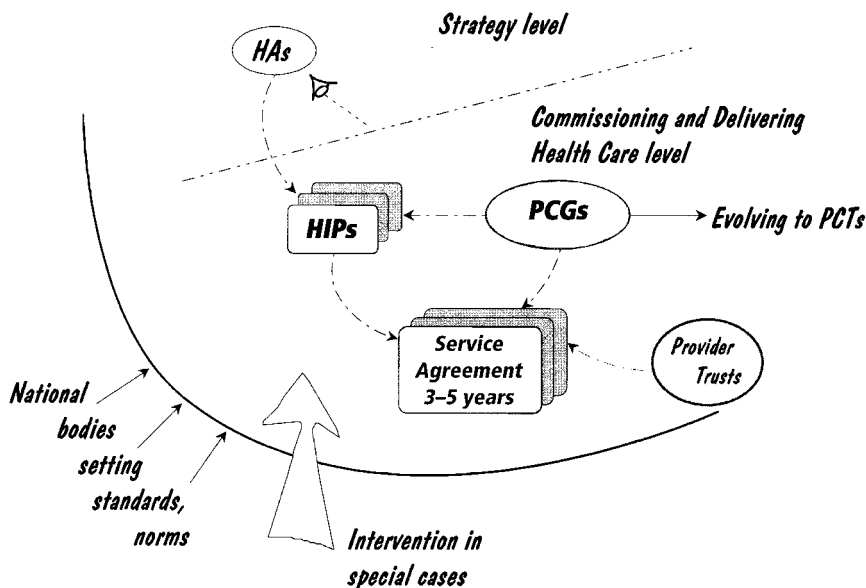 Strategy level
HAs
Commissioning and Delivering
Health Care level
HIPs
PCGs
Evolving to PCTs
Service
Agreement
3–5 years
Provider
Trusts
National
bodies
setting
standards,
norms
Intervention in
special cases